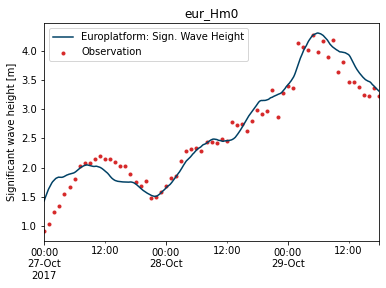 eur_Hm0
Europlatform: Sign. Wave Height
Observation
Significant wave height [m]
4.0
3.5
3.0
2.5
2.0
1.5
1.0
00:00 12:00 00:00 12:00 00:00 12:00
27-Oct 28-Oct 29-Oct
2017